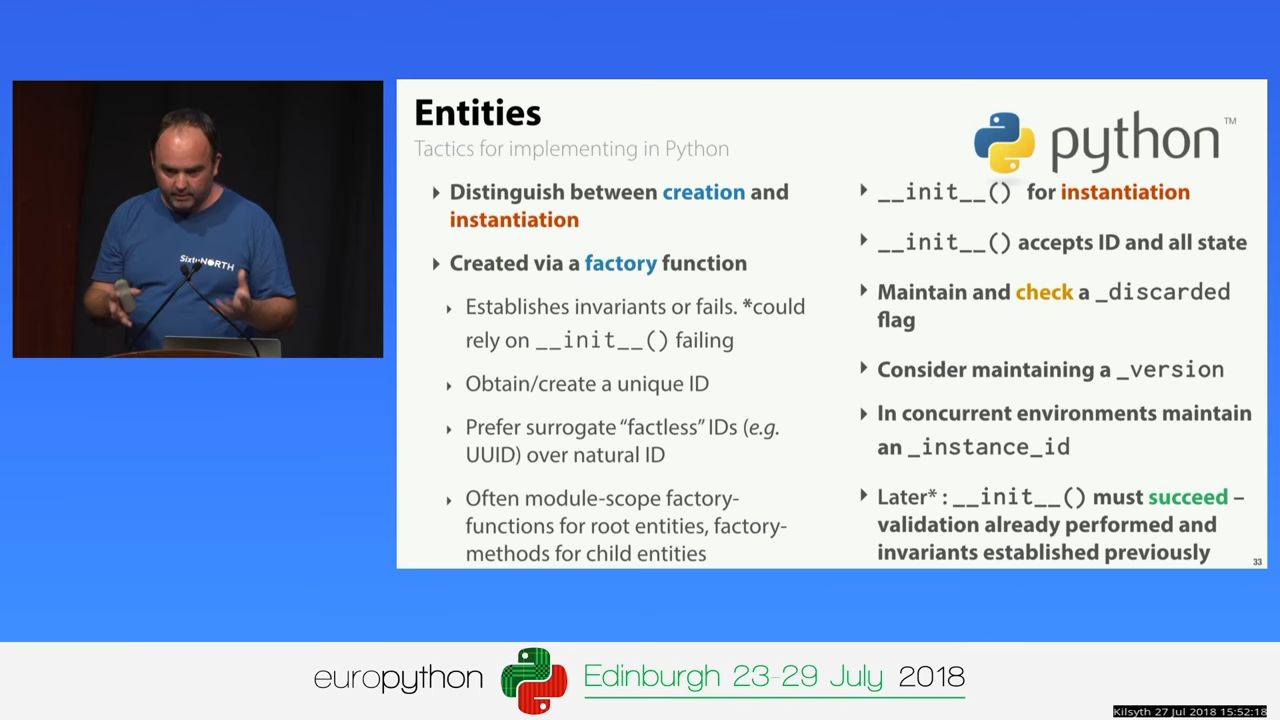 Entities
Tactics for implementing in Python
Distinguish between creation and
instantiation
Created via a factory function
Establishes invariants or fails. *could
rely on __init__() failing
Obtain/create a unique ID
Prefer surrogate “factless” IDs (e.g.
UUID) over natural ID
Often module-scope factory-
functions for root entities, factory-
methods for child entities
python™
__init__() for instantiation
__init__() accepts ID and all state
Maintain and check a _discarded
flag
Consider maintaining a _version
In concurrent environments maintain
an _instance_id
Later* : __init__() must succeed –
validation already performed and
invariants established previously
33
SixtyNORTH
europython
Edinburgh 23-29 July 2018
Kilsyth 27 Jul 2018 15:52:18